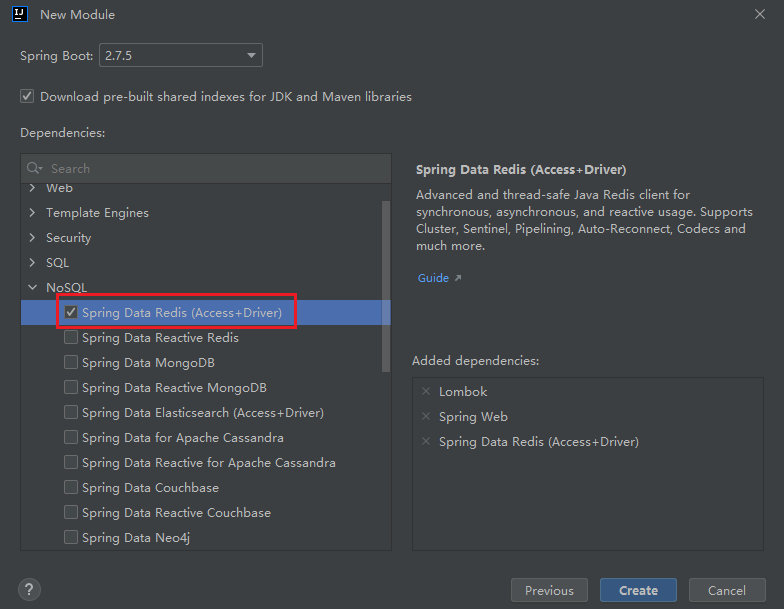 IJ New Module
Spring Boot: 2.7.5
Download pre-built shared indexes for JDK and Maven libraries
Dependencies:
Search
Web
Template Engines
Security
SQL
NoSQL
Spring Data Redis (Access+Driver)
Spring Data Reactive Redis
Spring Data MongoDB
Spring Data Reactive MongoDB
Spring Data Elasticsearch (Access+Driver)
Spring Data for Apache Cassandra
Spring Data Reactive for Apache Cassandra
Spring Data Couchbase
Spring Data Reactive Couchbase
Spring Data Neo4j
Spring Data Redis (Access+Driver)
Advanced and thread-safe Java Redis client for
synchronous, asynchronous, and reactive usage. Supports
Cluster, Sentinel, Pipelining, Auto-Reconnect, Codecs and
much more.
Guide ↗
Added dependencies:
Lombok
Spring Web
Spring Data Redis (Access+Driver)
? Previous Create Cancel